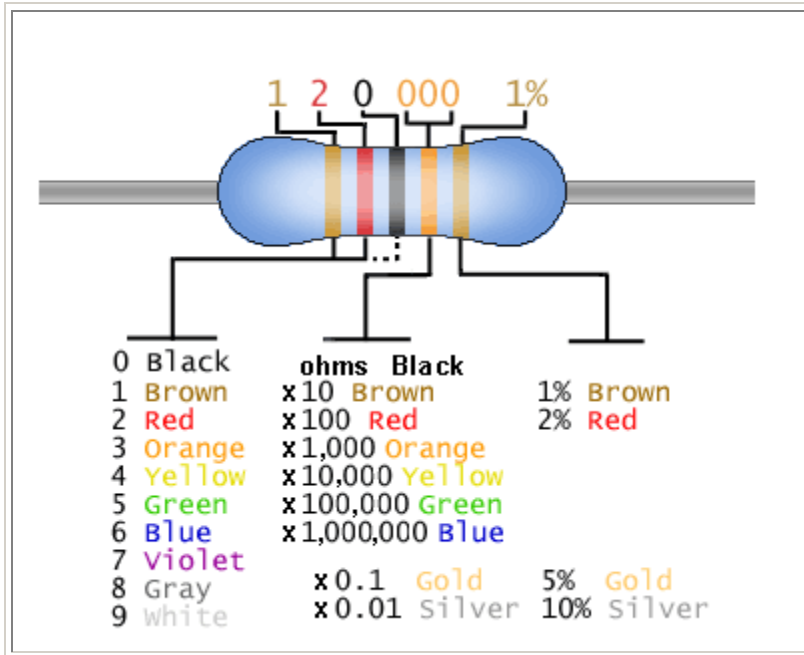 1 2 0 000 1%
0 Black
1 Brown
2 Red
3 Orange
4 Yellow
5 Green
6 Blue
7 Violet
8 Gray
9 White
ohms Black
x10 Brown
x100 Red
x1,000 Orange
x10,000 Yellow
x100,000 Green
x1,000,000 Blue
x0.1 Gold
x0.01 Silver
1% Brown
2% Red
5% Gold
10% Silver